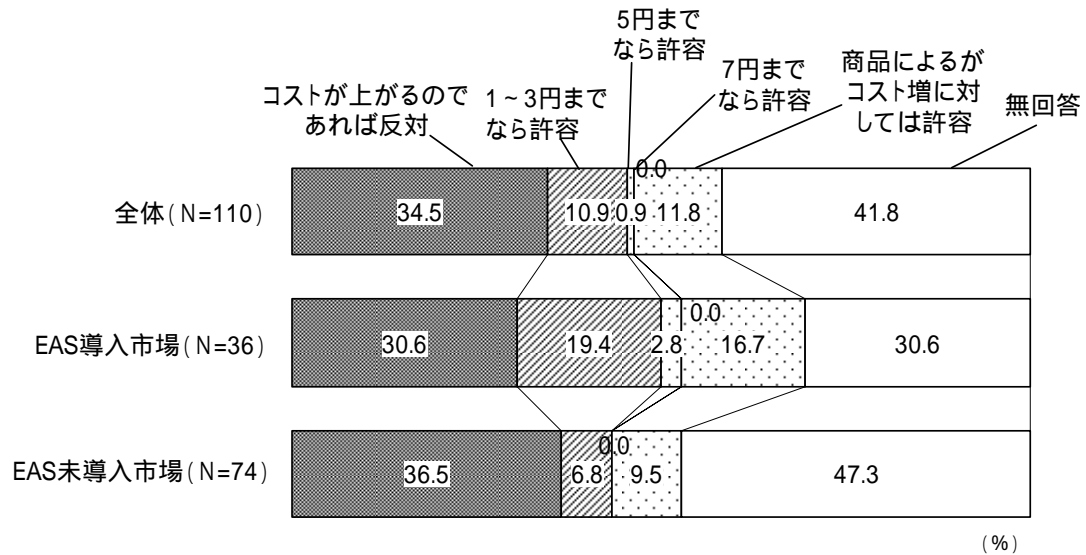 コストが上がるので
あれば反対
1～3円まで
なら許容
5円まで
なら許容
7円まで
なら許容
商品によるが
コスト増に対
しては許容
無回答
全体(N=110)
34.5
10.9
0.9
0.0
11.8
41.8
EAS導入市場(N=36)
30.6
19.4
2.8
0.0
16.7
30.6
EAS未導入市場(N=74)
36.5
6.8
0.0
9.5
47.3
(%)